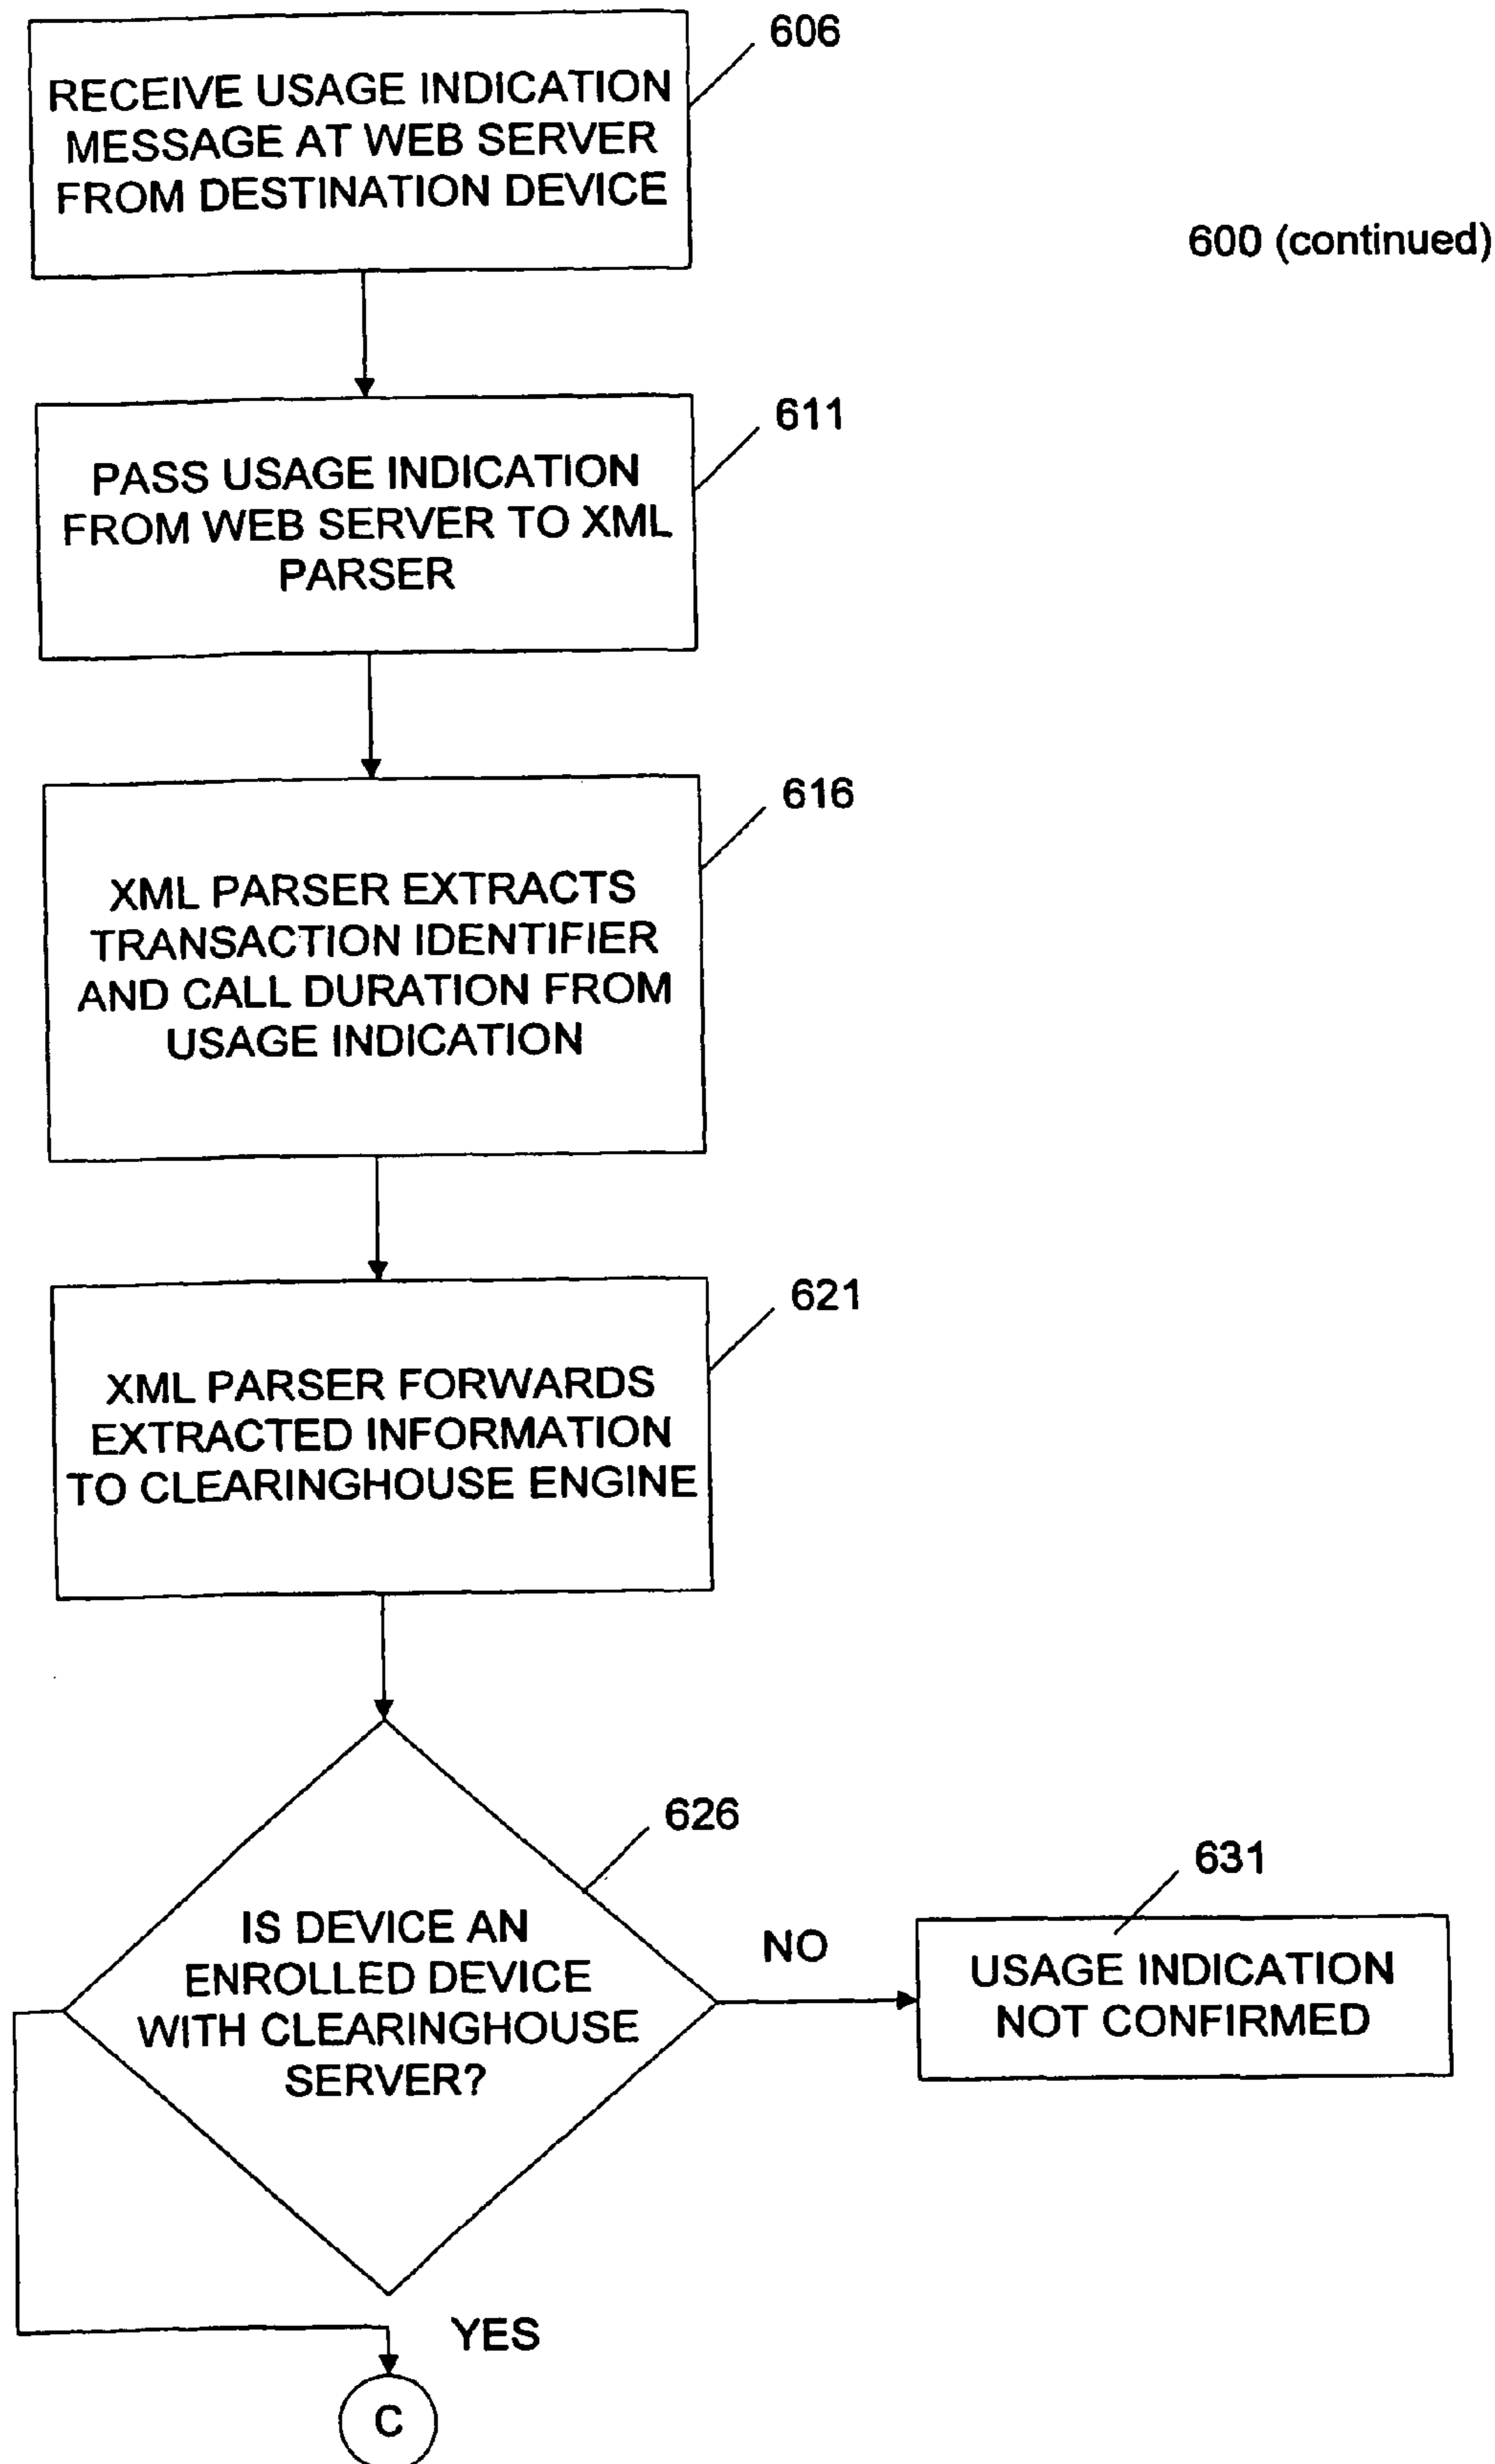 606
RECEIVE USAGE INDICATION
MESSAGE AT WEB SERVER
FROM DESTINATION DEVICE
600 (continued)
611
PASS USAGE INDICATION
FROM WEB SERVER TO XML
PARSER
616
XML PARSER EXTRACTS
TRANSACTION IDENTIFIER
AND CALL DURATION FROM
USAGE INDICATION
621
XML PARSER FORWARDS
EXTRACTED INFORMATION
TO CLEARINGHOUSE ENGINE
626
IS DEVICE AN
ENROLLED DEVICE
WITH CLEARINGHOUSE
SERVER?
NO
631
USAGE INDICATION
NOT CONFIRMED
YES
C